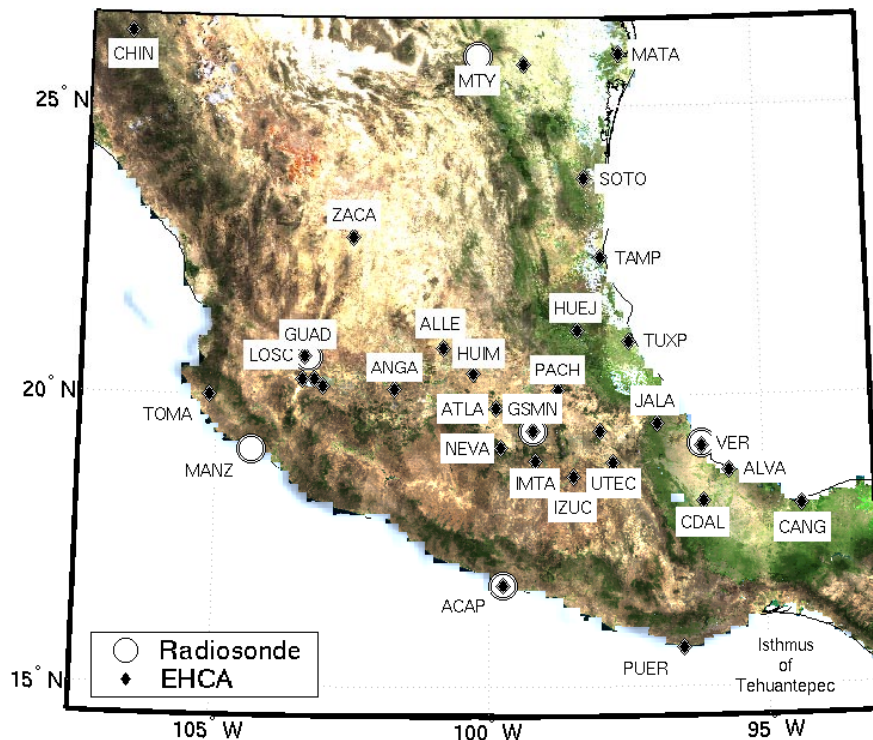 CHIN
MTY
MATA
25° N
SOTO
ZACA
TAMP
HUEJ
GUAD
ALLE
TUXP
LOSC
HUIM
ANGA
PACH
20° N
TOMA
ATLA
GSMN
JALA
NEVA
VER
MANZ
ALVA
IMTA
UTEC
IZUC
CDAL
CANG
ACAP
Radiosonde
EHCA
PUER
Isthmus
of
Tehuantepec
15° N
105° W
100° W
95° W